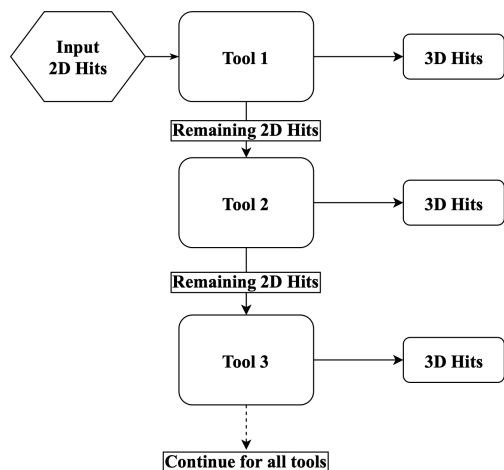 Input
2D Hits
Tool 1
3D Hits
Remaining 2D Hits
Tool 2
3D Hits
Remaining 2D Hits
Tool 3
3D Hits
Continue for all tools